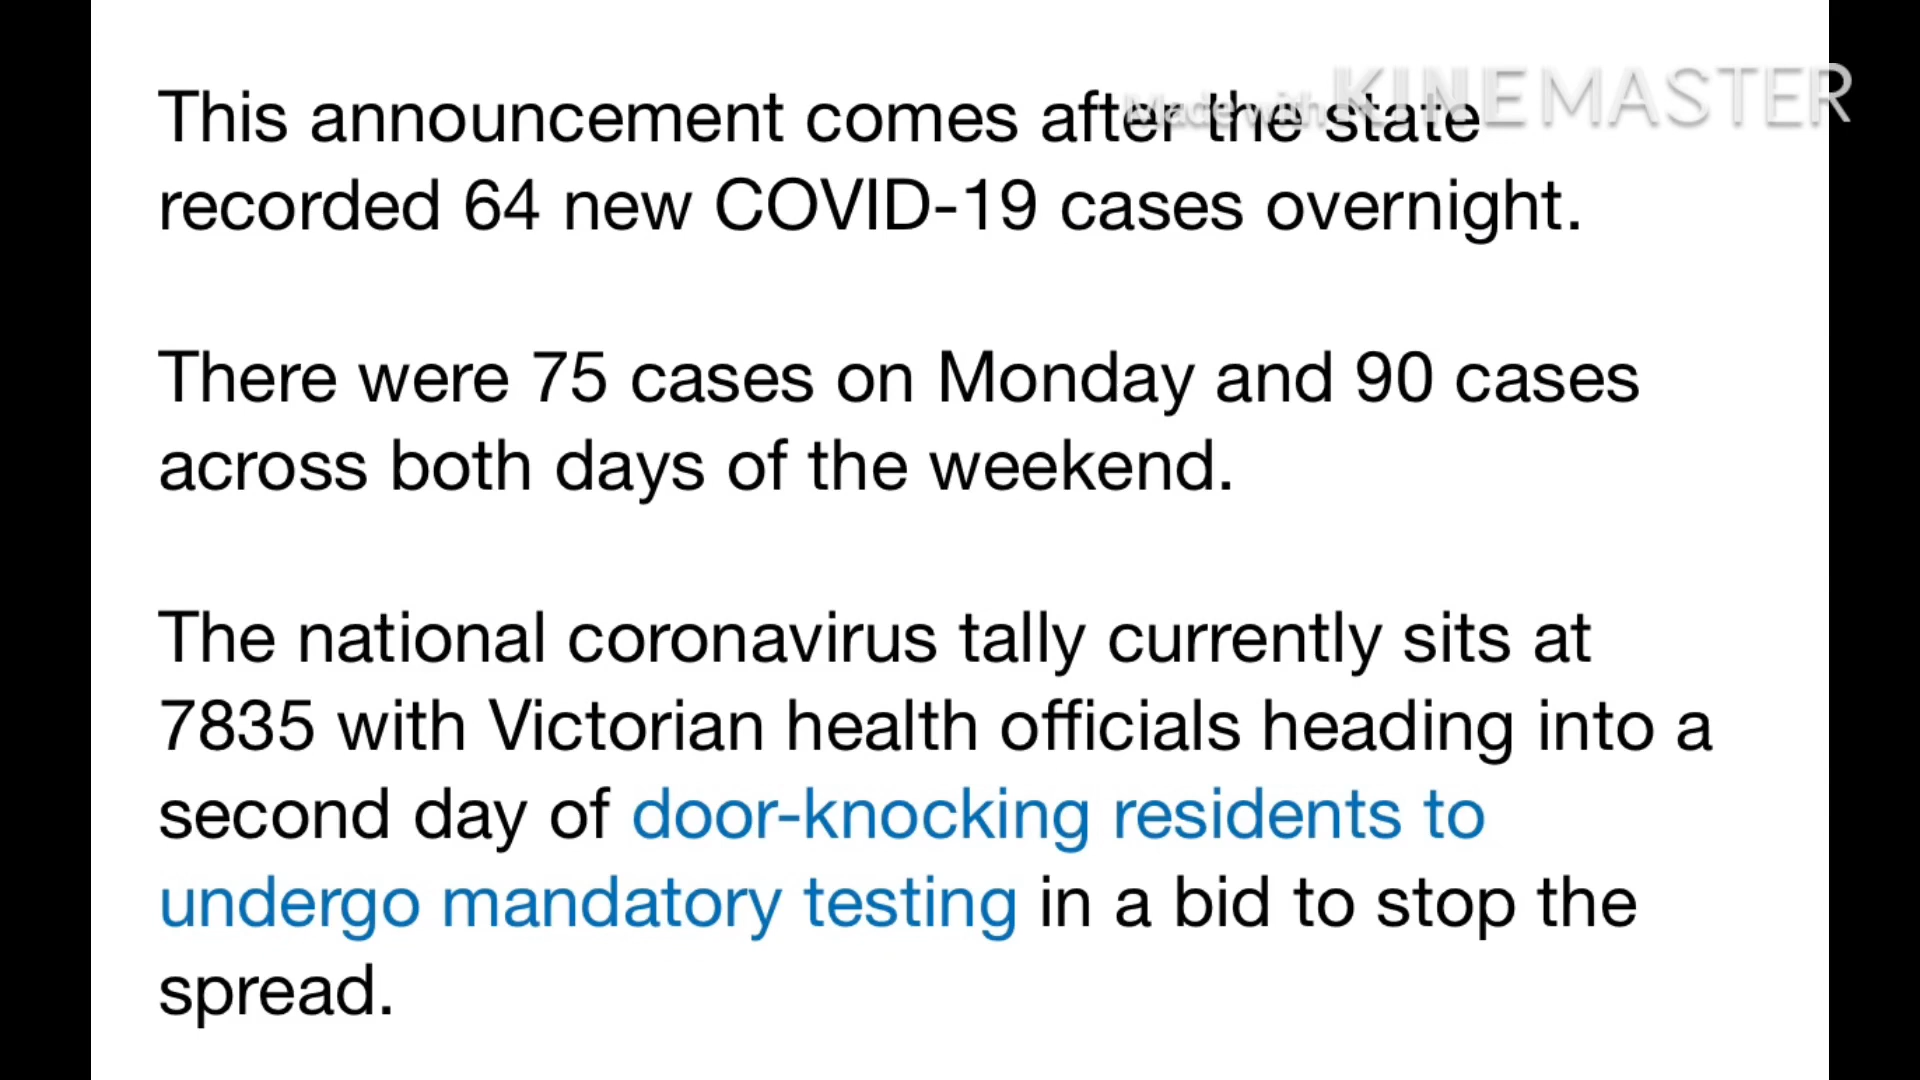 Made with KINEMASTER
This announcement comes after the state
recorded 64 new COVID-19 cases overnight.
There were 75 cases on Monday and 90 cases
across both days of the weekend.
The national coronavirus tally currently sits at
7835 with Victorian health officials heading into a
second day of door-knocking residents to
undergo mandatory testing in a bid to stop the
spread.